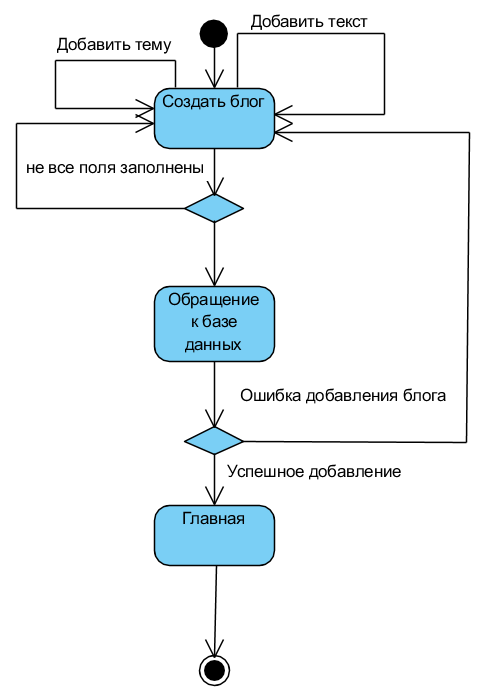 Добавить текст
Добавить тему
Создать блог
не все поля заполнены
Обращение
к базе
данных
Ошибка добавления блога
Успешное добавление
Главная